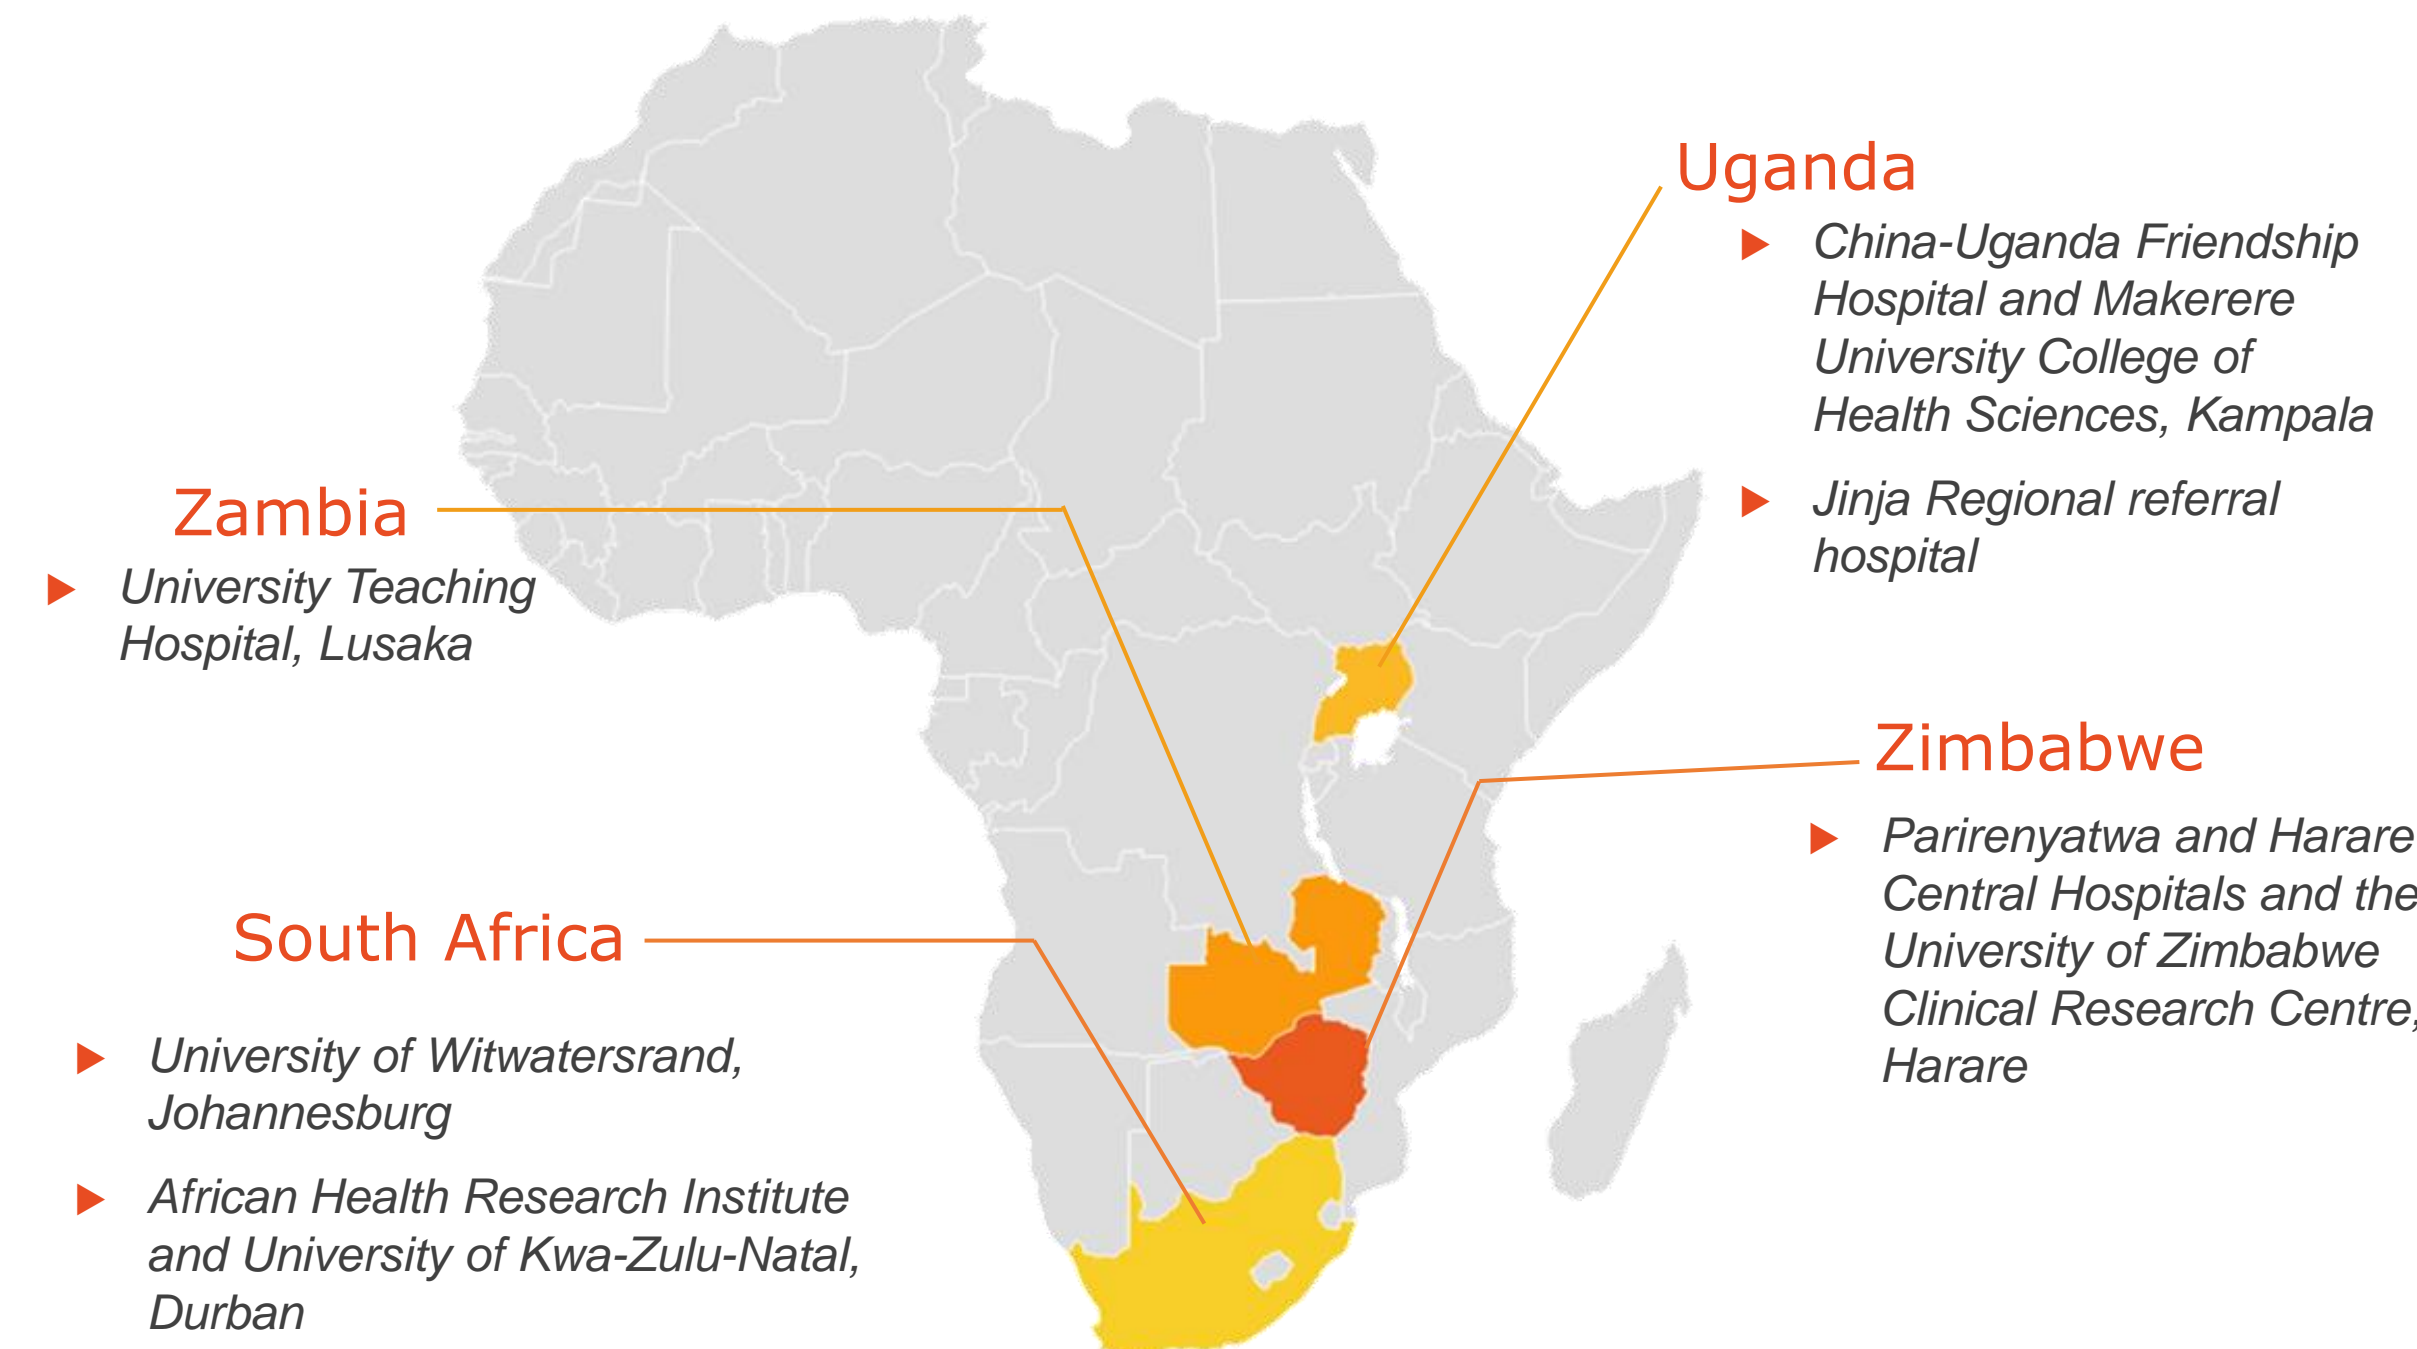 Uganda
China-Uganda Friendship
Hospital and Makerere
University College of
Health Sciences, Kampala
Jinja Regional referral
hospital
Zambia
University Teaching
Hospital, Lusaka
Zimbabwe
Parirenyatwa and Harare
Central Hospitals and the
University of Zimbabwe
Clinical Research Centre,
Harare
South Africa
University of Witwatersrand,
Johannesburg
African Health Research Institute
and University of Kwa-Zulu-Natal,
Durban